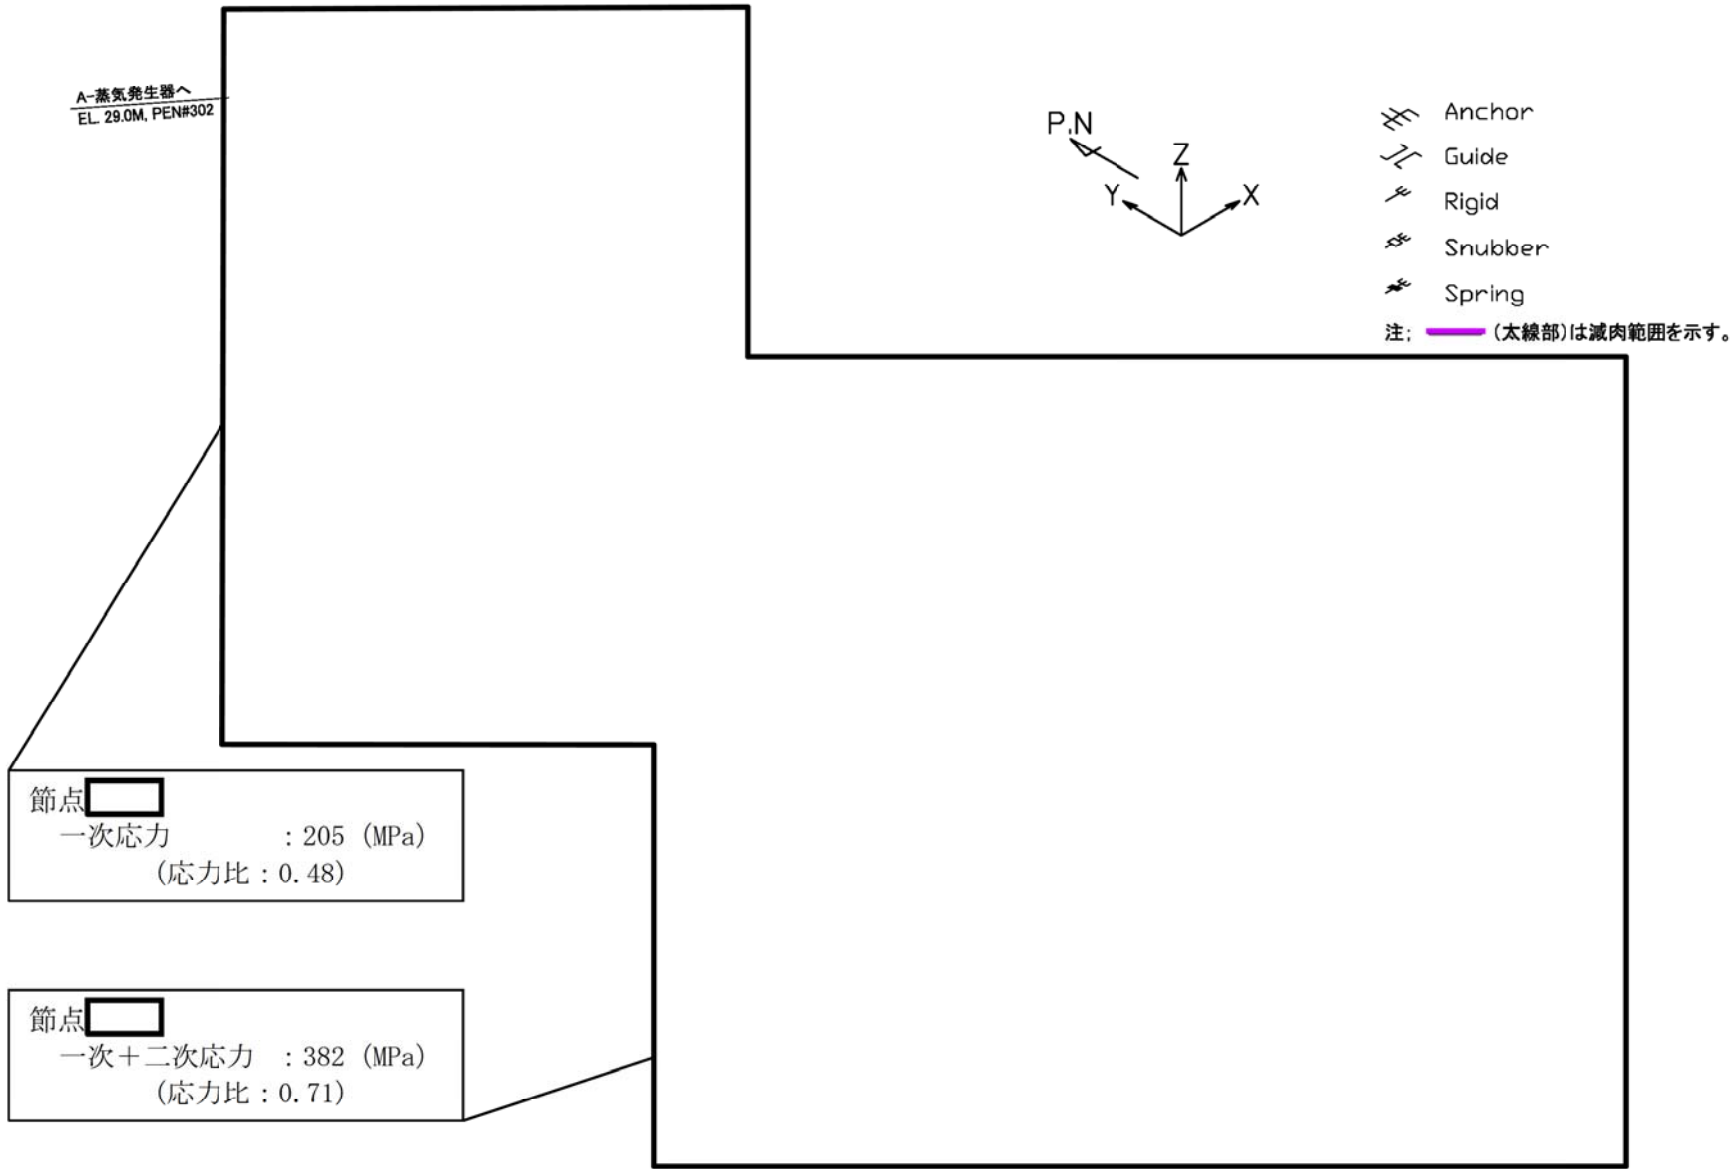 A-蒸気発生器へ
EL. 29.0M, PEN#302
P.N
Z
Y
X
Anchor
Guide
Rigid
Snubber
Spring
注; (太線部)は減肉範囲を示す。
節点
一次応力 : 205 (MPa)
(応力比 : 0.48)
節点
一次＋二次応力 : 382 (MPa)
(応力比 : 0.71)